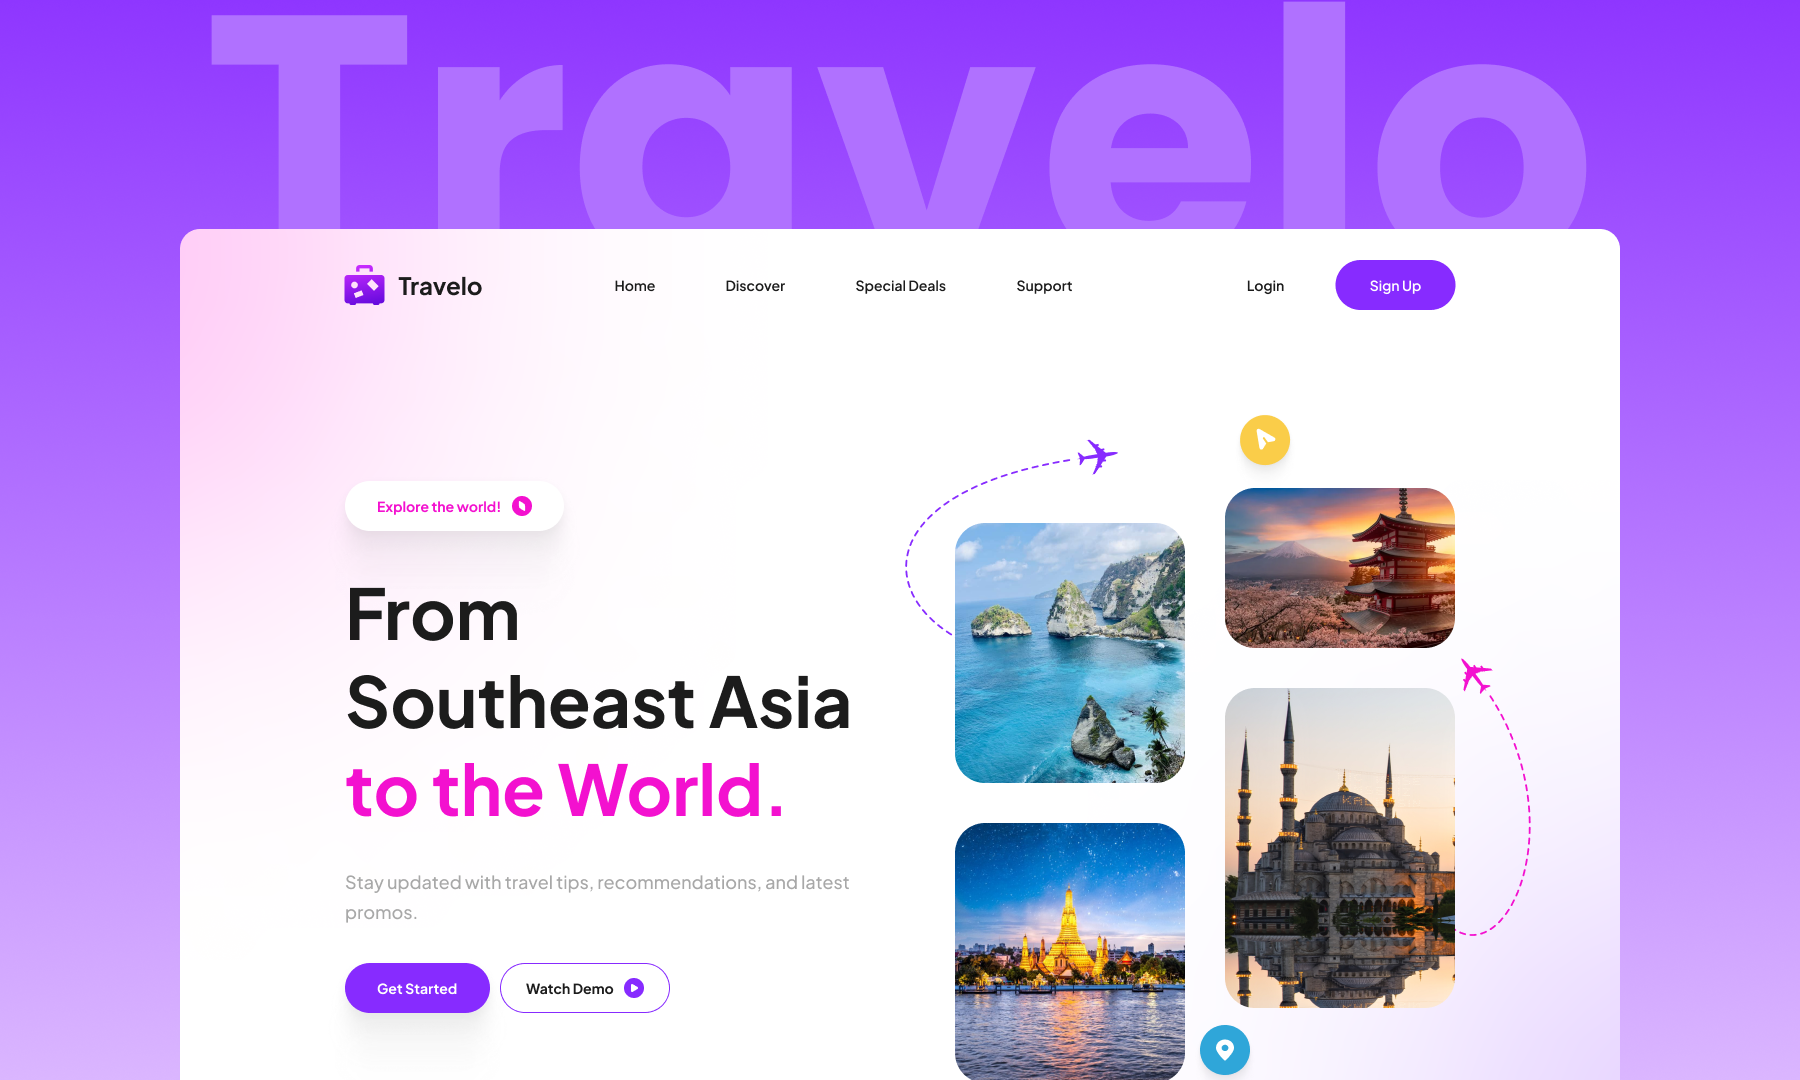 Travelo
Travelo
Home
Discover
Special Deals
Support
Login
Sign Up
Explore the world!
From
Southeast Asia
to the World.
Stay updated with travel tips, recommendations, and latest
promos.
Get Started
Watch Demo